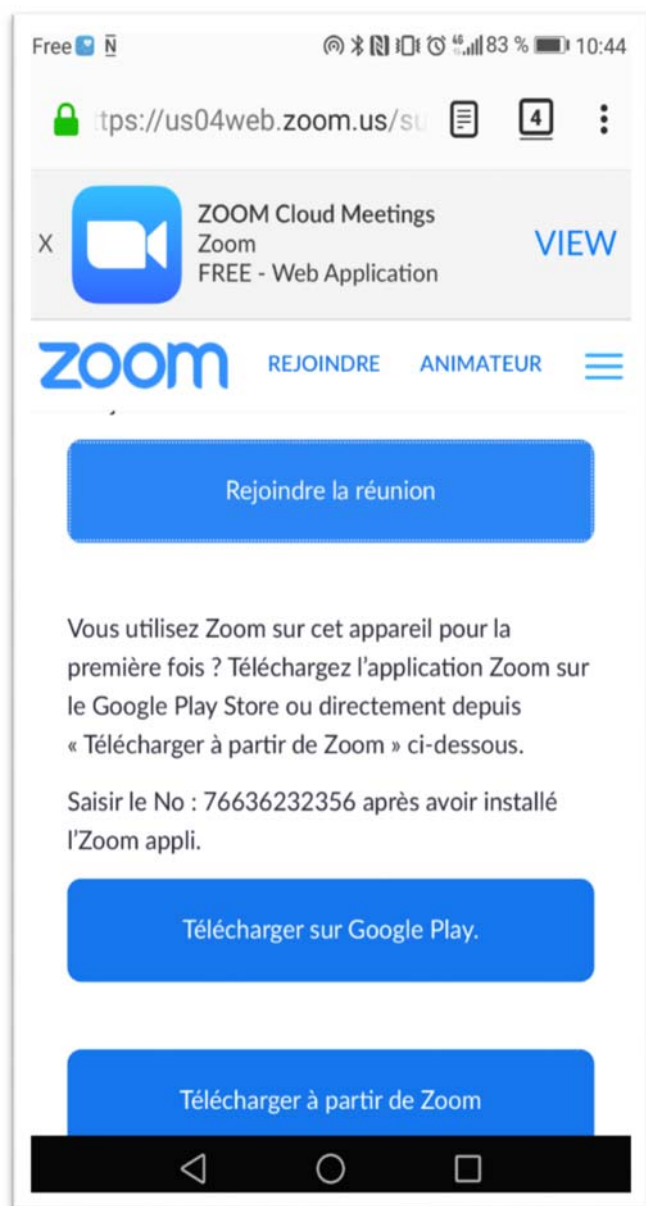 Free N 46 83 % 10:44
tps://us04web.zoom.us/su 4
X
ZOOM Cloud Meetings
Zoom
FREE - Web Application
VIEW
zoom REJOINDRE ANIMATEUR
Rejoindre la réunion
Vous utilisez Zoom sur cet appareil pour la
première fois ? Téléchargez l’application Zoom sur
le Google Play Store ou directement depuis
« Télécharger à partir de Zoom » ci-dessous.
Saisir le No : 76636232356 après avoir installé
l’Zoom appli.
Télécharger sur Google Play.
Télécharger à partir de Zoom